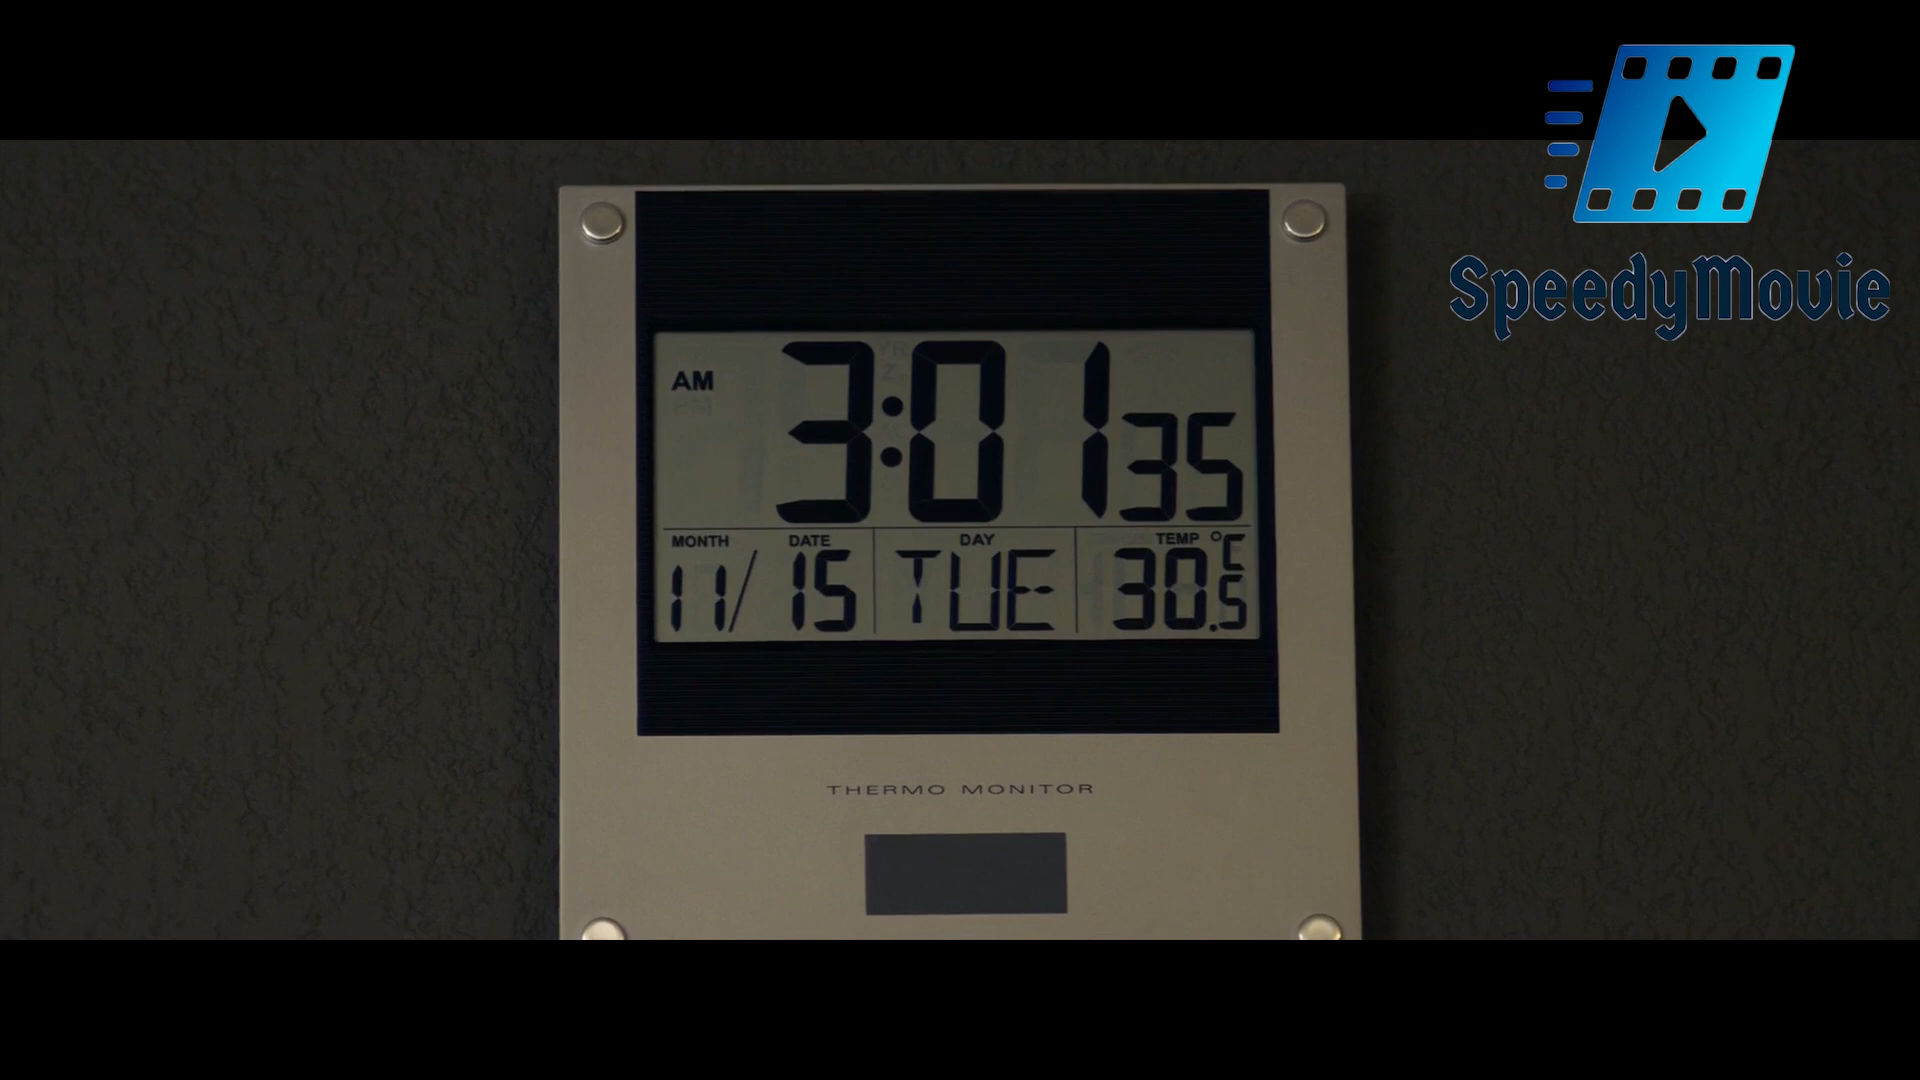 SpeedyMovie
AM 3:01 35
MONTH DATE DAY TEMP °C
11/15 TUE 30.5
THERMO MONITOR